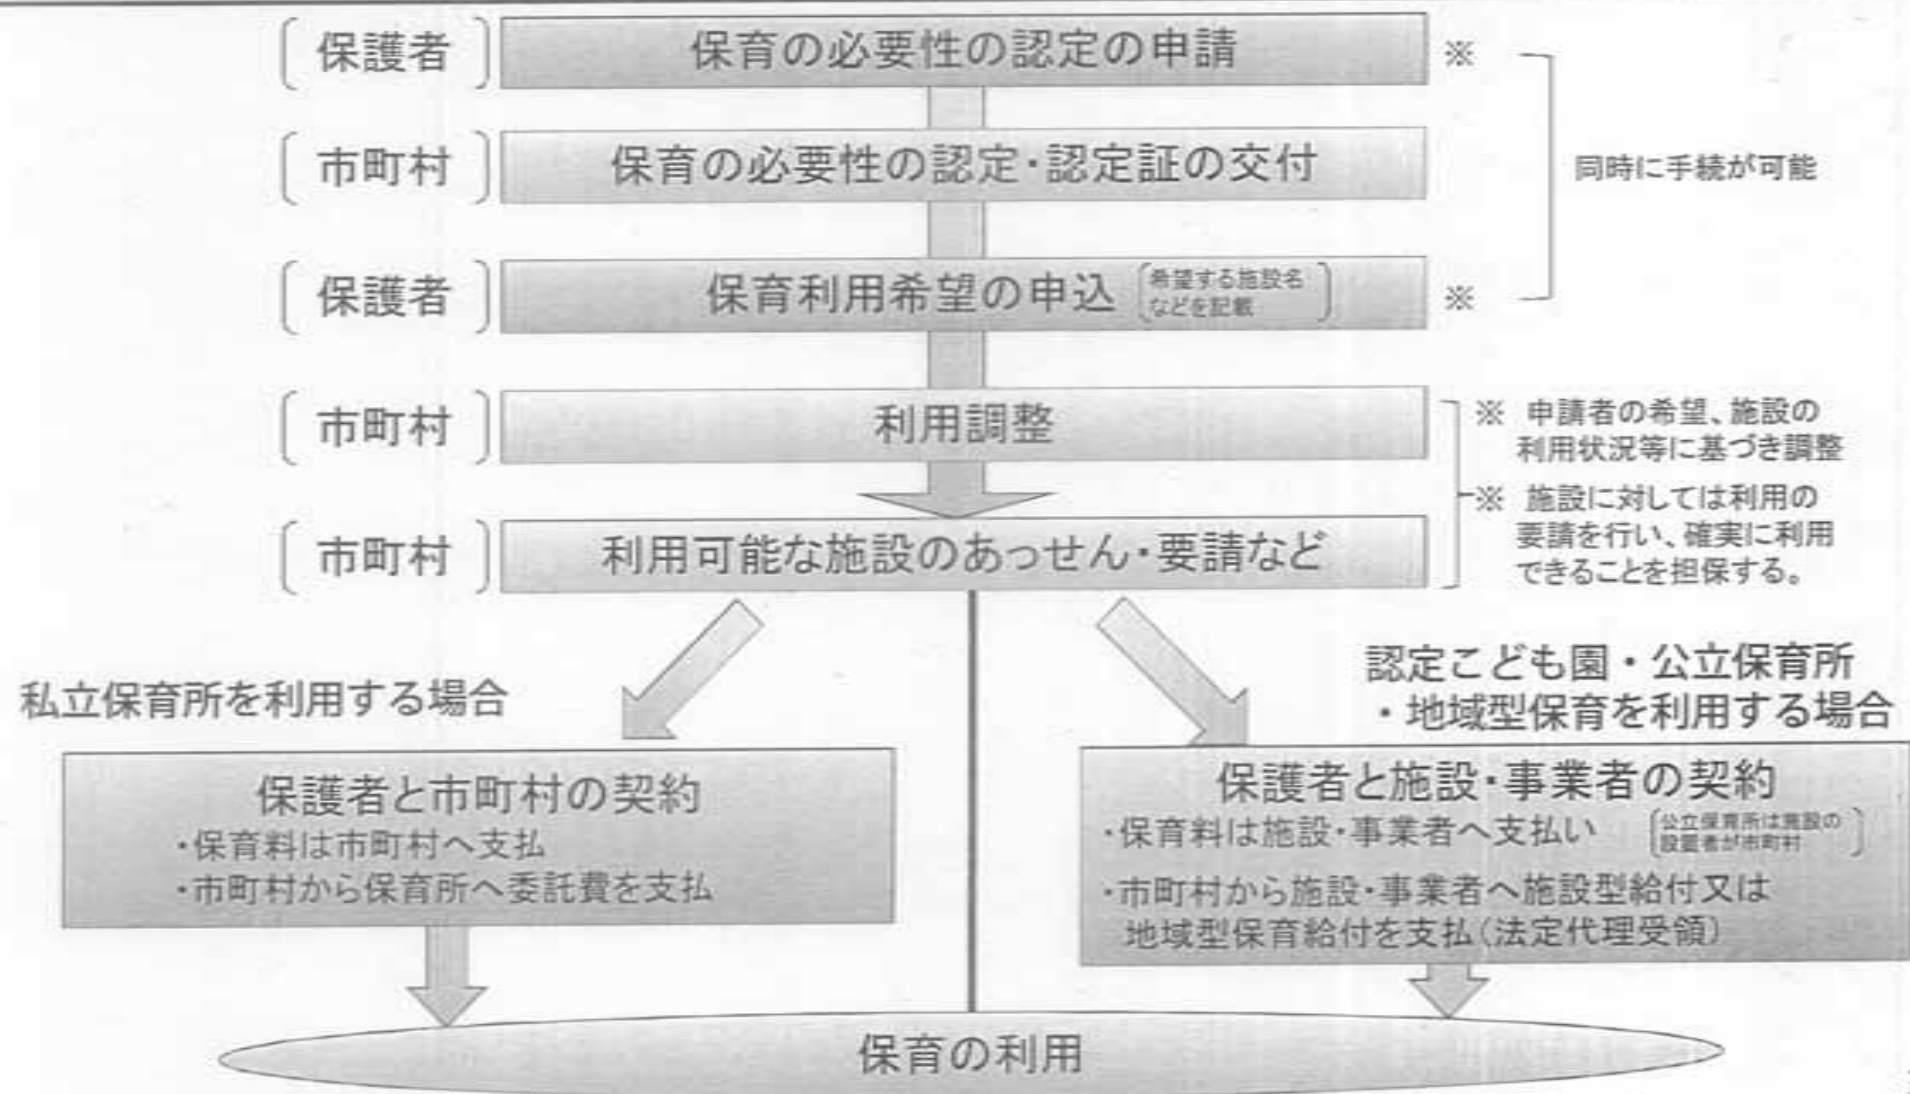 〔保護者〕 保育の必要性の認定の申請 ※
〔市町村〕 保育の必要性の認定・認定証の交付
同時に手続が可能
〔保護者〕 保育利用希望の申込 〔希望する施設名
などを記載〕 ※
〔市町村〕 利用調整
※ 申請者の希望、施設の
利用状況等に基づき調整
※ 施設に対しては利用の
要請を行い、確実に利用
できることを担保する。
〔市町村〕 利用可能な施設のあっせん・要請など
私立保育所を利用する場合
保護者と市町村の契約
・保育料は市町村へ支払
・市町村から保育所へ委託費を支払
認定こども園・公立保育所
・地域型保育を利用する場合
保護者と施設・事業者の契約
・保育料は施設・事業者へ支払い 〔公立保育所は施設の
設置者が市町村〕
・市町村から施設・事業者へ施設型給付又は
地域型保育給付を支払(法定代理受領)
保育の利用